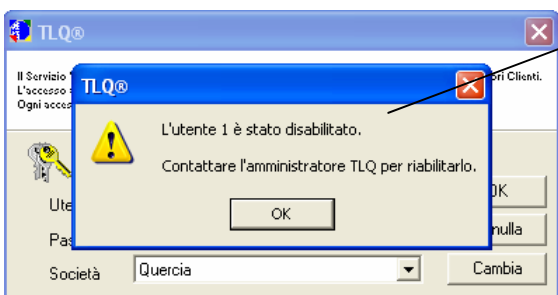 TLQ®
Il Servizio
ori Clienti.
L'accesso
Ogni acces
TLQ®
L'utente 1 è stato disabilitato.
Contattare l'amministratore TLQ per riabilitarlo.
OK
Ute
OK
Pas
nulla
Società
Quercia
Cambia